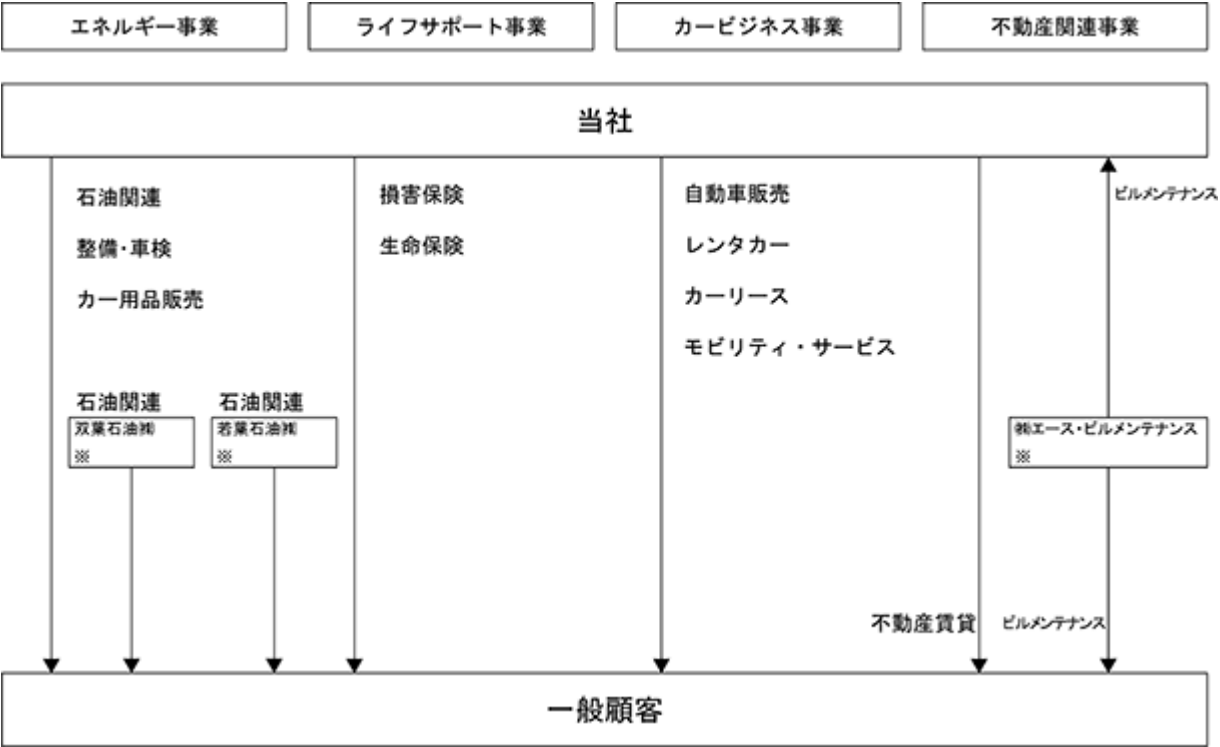 エネルギー事業
ライフサポート事業
カービジネス事業
不動産関連事業
当社
石油関連
整備・車検
カー用品販売
損害保険
生命保険
自動車販売
レンタカー
カーリース
モビリティ・サービス
ビルメンテナンス
石油関連
双葉石油㈱
※
石油関連
若葉石油㈱
※
㈱エース・ビルメンテナンス
※
不動産賃貸
ビルメンテナンス
一般顧客